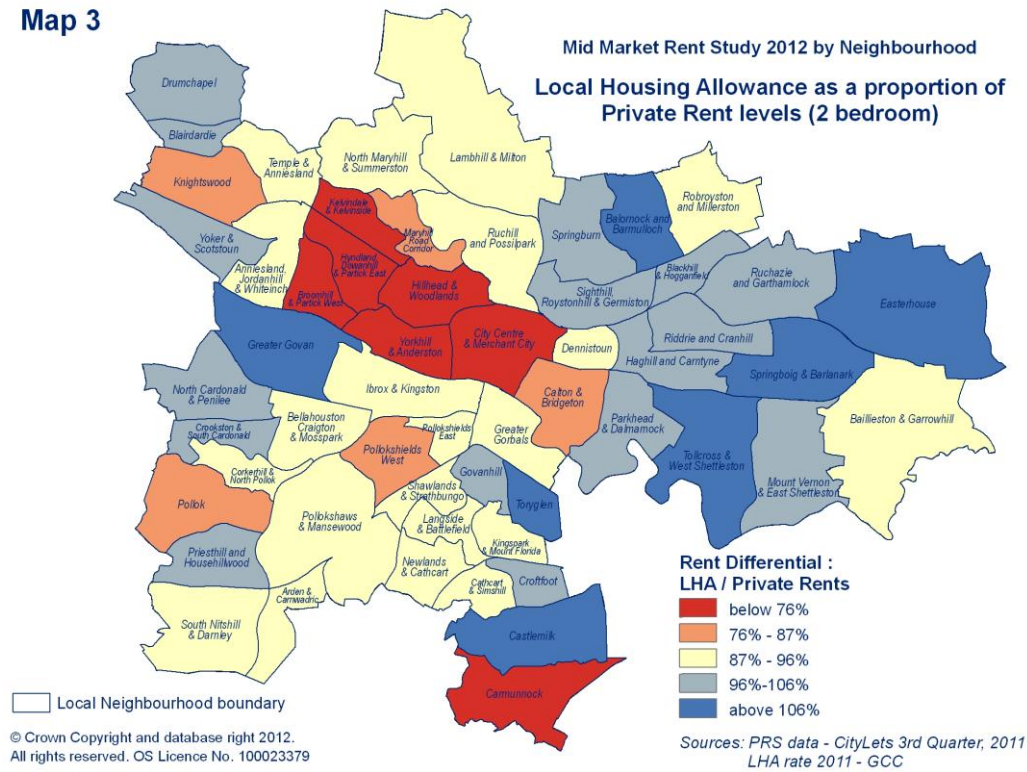 Map 3
Mid Market Rent Study 2012 by Neighbourhood
Local Housing Allowance as a proportion of
Private Rent levels (2 bedroom)
Drumchapel
Blairdardie
Knightswood
Temple &
Anniesland
North Maryhill
& Summerston
Lambhill & Milton
Robroyston
and Millerston
Balornock and
Barmulloch
Springburn
Kelvindale
& Kelvinside
Maryhill
Road
Corridor
Ruchill
and Possilpark
Yoker &
Scotstoun
Anniesland,
Jordanhill
& Whiteinch
Hyndland,
Dowanhill
& Partick East
Broomhill
& Partick West
Hillhead &
Woodlands
Sighthill,
Roystonhill & Germiston
Blackhill
& Hogganfield
Ruchazie
and Garthamlock
Easterhouse
Greater Govan
Yorkhill
& Anderston
City Centre
& Merchant City
Dennistoun
Riddrie and Cranhill
Haghill and Carntyne
Springboig & Barlanark
North Cardonald
& Penilee
Ibrox & Kingston
Calton &
Bridgeton
Parkhead
& Dalmarnock
Baillieston & Garrowhill
Crookston &
South Cardonald
Bellahouston
Craigton
& Mosspark
Pollokshields
East
Pollokshields
West
Greater
Gorbals
Tollcross &
West Shettleston
Mount Vernon
& East Shettleston
Corkerhill &
North Pollok
Govanhill
Pollok
Shawlands
& Strathbungo
Toryglen
Pollokshaws
& Mansewood
Langside
& Battlefield
Kingspark
& Mount Florida
Priesthill and
Househillwood
Newlands
& Cathcart
Cathcart
& Simshill
Croftfoot
Arden &
Carnwadric
South Nitshill
& Darnley
Castlemilk
Carmunnock
Rent Differential :
LHA / Private Rents
below 76%
76% - 87%
87% - 96%
96%-106%
above 106%
Local Neighbourhood boundary
© Crown Copyright and database right 2012.
All rights reserved. OS Licence No. 100023379
Sources: PRS data - CityLets 3rd Quarter, 2011
LHA rate 2011 - GCC